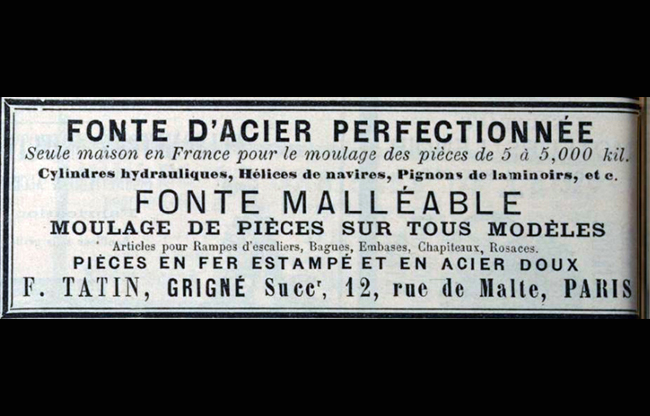 FONTE D'ACIER PERFECTIONNÉE
Seule maison en France pour le moulage des pièces de 5 à 5,000 kil.
Cylindres hydrauliques, Hélices de navires, Pignons de laminoirs, et c.
FONTE MALLÉABLE
MOULAGE DE PIÈCES SUR TOUS MODÈLES
Articles pour Rampes d'escaliers, Bagues, Embases, Chapiteaux, Rosaces.
PIÈCES EN FER ESTAMPÉ ET EN ACIER DOUX
F. TATIN, GRIGNÉ Succr, 12, rue de Malte, PARIS